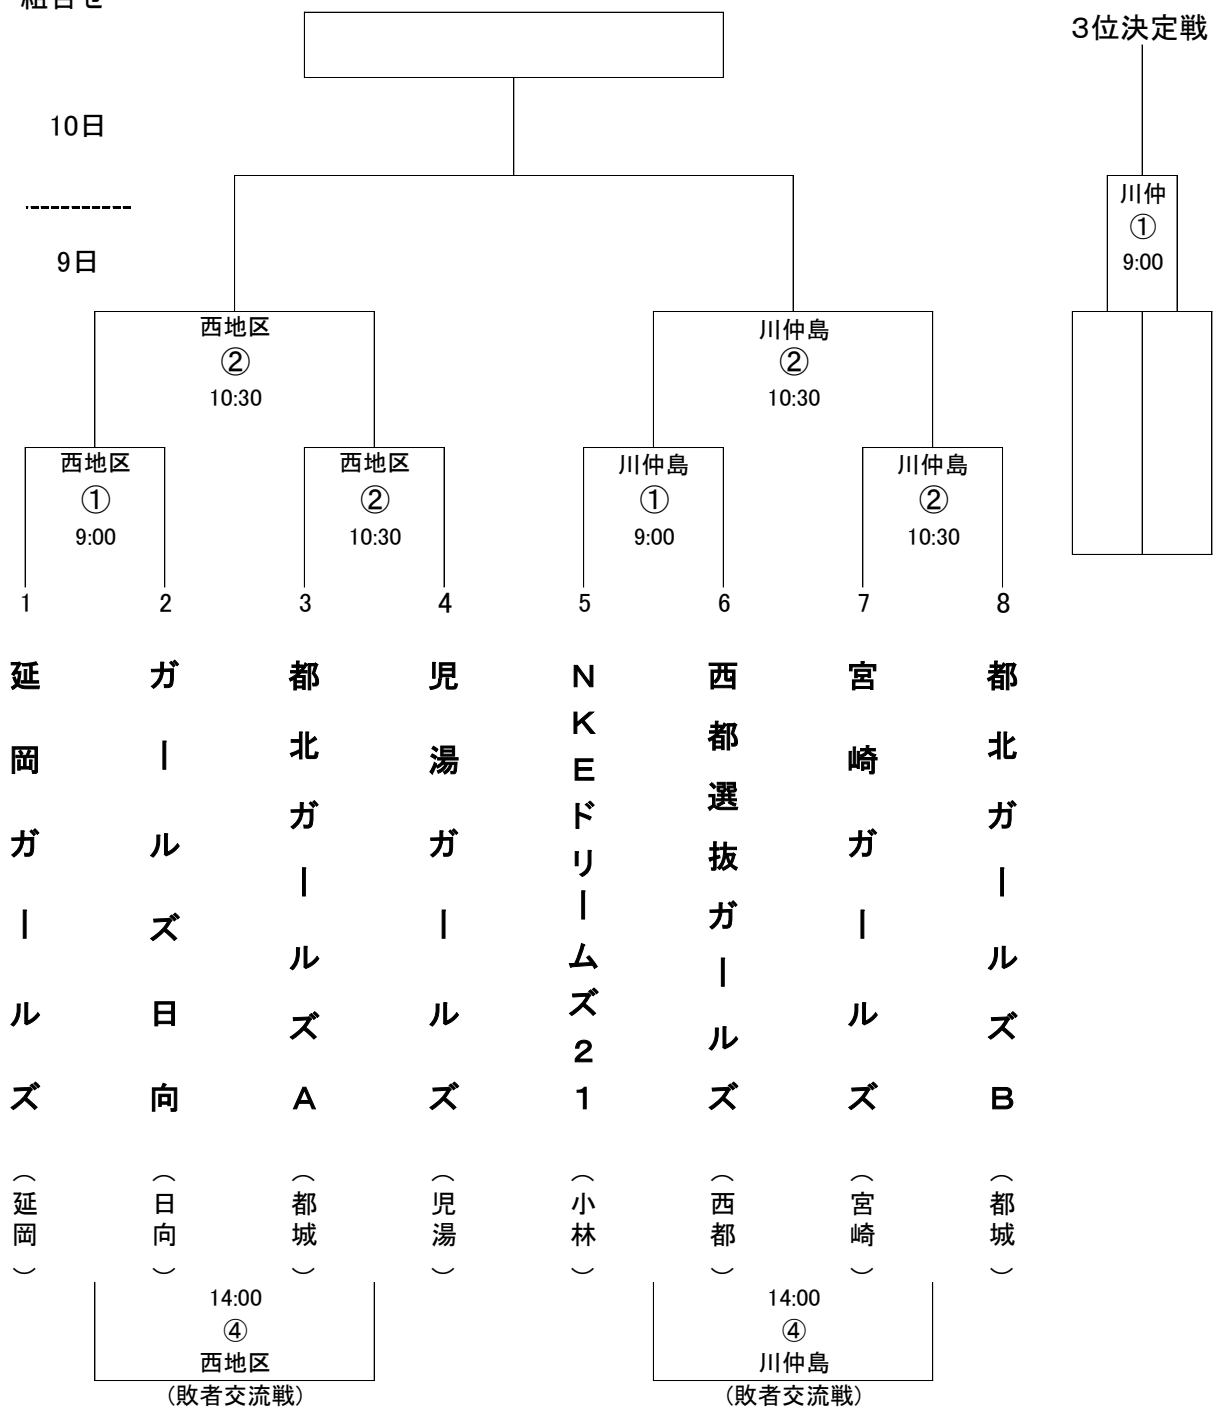 組合せ
3位決定戦
10日
9日
川仲
①
9:00
西地区
②
10:30
川仲島
②
10:30
西地区
①
9:00
西地区
②
10:30
川仲島
①
9:00
川仲島
②
10:30
1
2
3
4
5
6
7
8
延岡ガールズ
ガールズ日向
都北ガールズA
児湯ガールズ
NKEドリームズ21
西都選抜ガールズ
宮崎ガールズ
都北ガールズB
(延岡)
(日向)
(都城)
(児湯)
(小林)
(西都)
(宮崎)
(都城)
14:00
④
西地区
(敗者交流戦)
14:00
④
川仲島
(敗者交流戦)